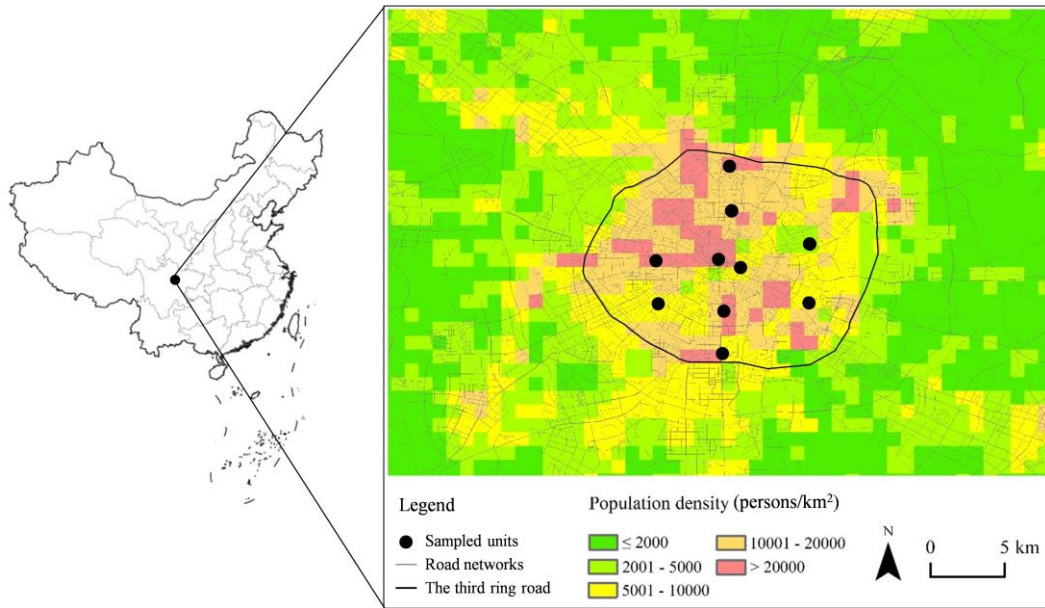 Legend
Sampled units
Road networks
The third ring road
Population density (persons/km²)
≤ 2000
2001 - 5000
5001 - 10000
10001 - 20000
> 20000
N
0 5 km